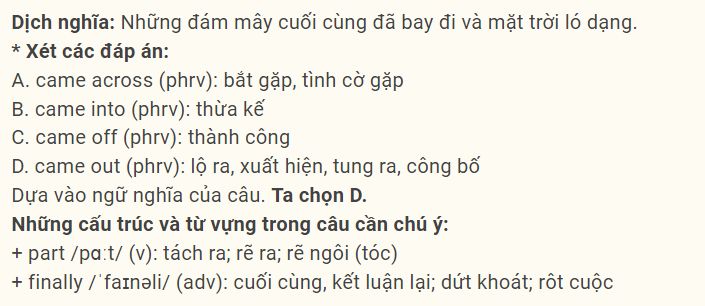 Dịch nghĩa: Những đám mây cuối cùng đã bay đi và mặt trời ló dạng.
* Xét các đáp án:
A. came across (phrv): bắt gặp, tình cờ gặp
B. came into (phrv): thừa kế
C. came off (phrv): thành công
D. came out (phrv): lộ ra, xuất hiện, tung ra, công bố
Dựa vào ngữ nghĩa của câu. Ta chọn D.
Những cấu trúc và từ vựng trong câu cần chú ý:
+ part /pɑːt/ (v): tách ra; rẽ ra; rẽ ngôi (tóc)
+ finally /ˈfaɪnəli/ (adv): cuối cùng, kết luận lại; dứt khoát; rôt cuộc